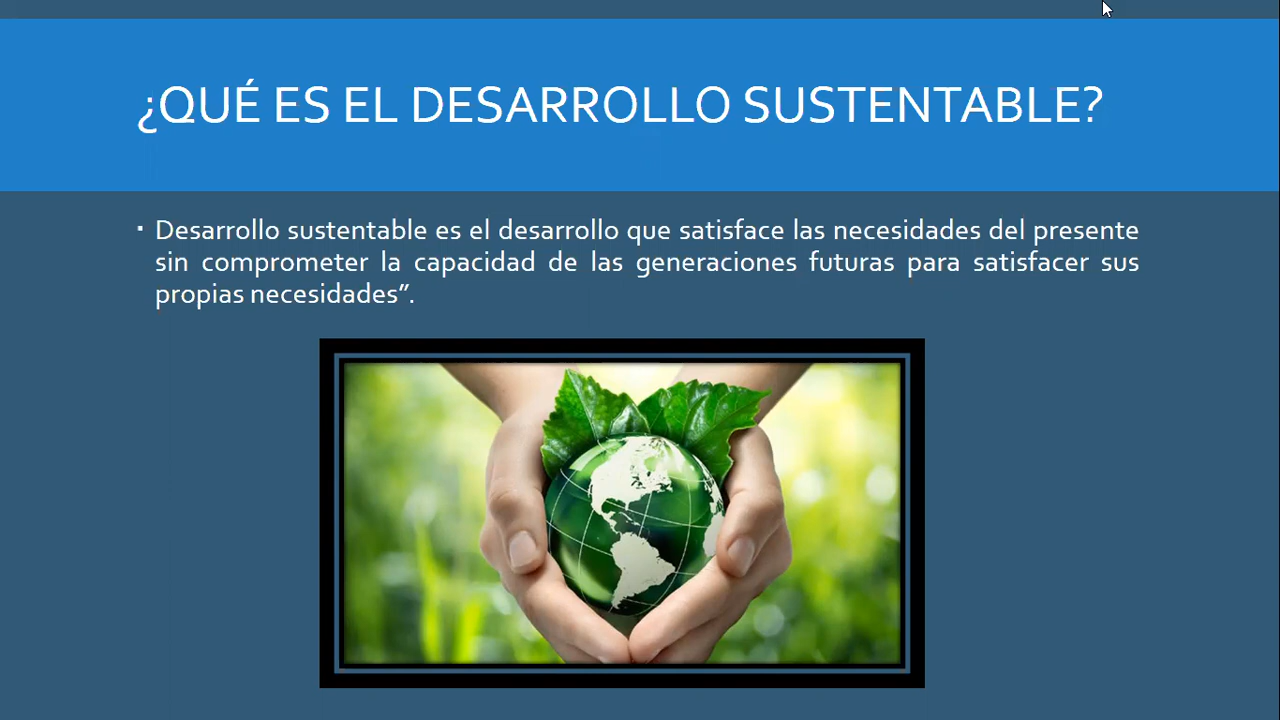 ¿QUÉ ES EL DESARROLLO SUSTENTABLE?
▪ Desarrollo sustentable es el desarrollo que satisface las necesidades del presente
sin comprometer la capacidad de las generaciones futuras para satisfacer sus
propias necesidades”.